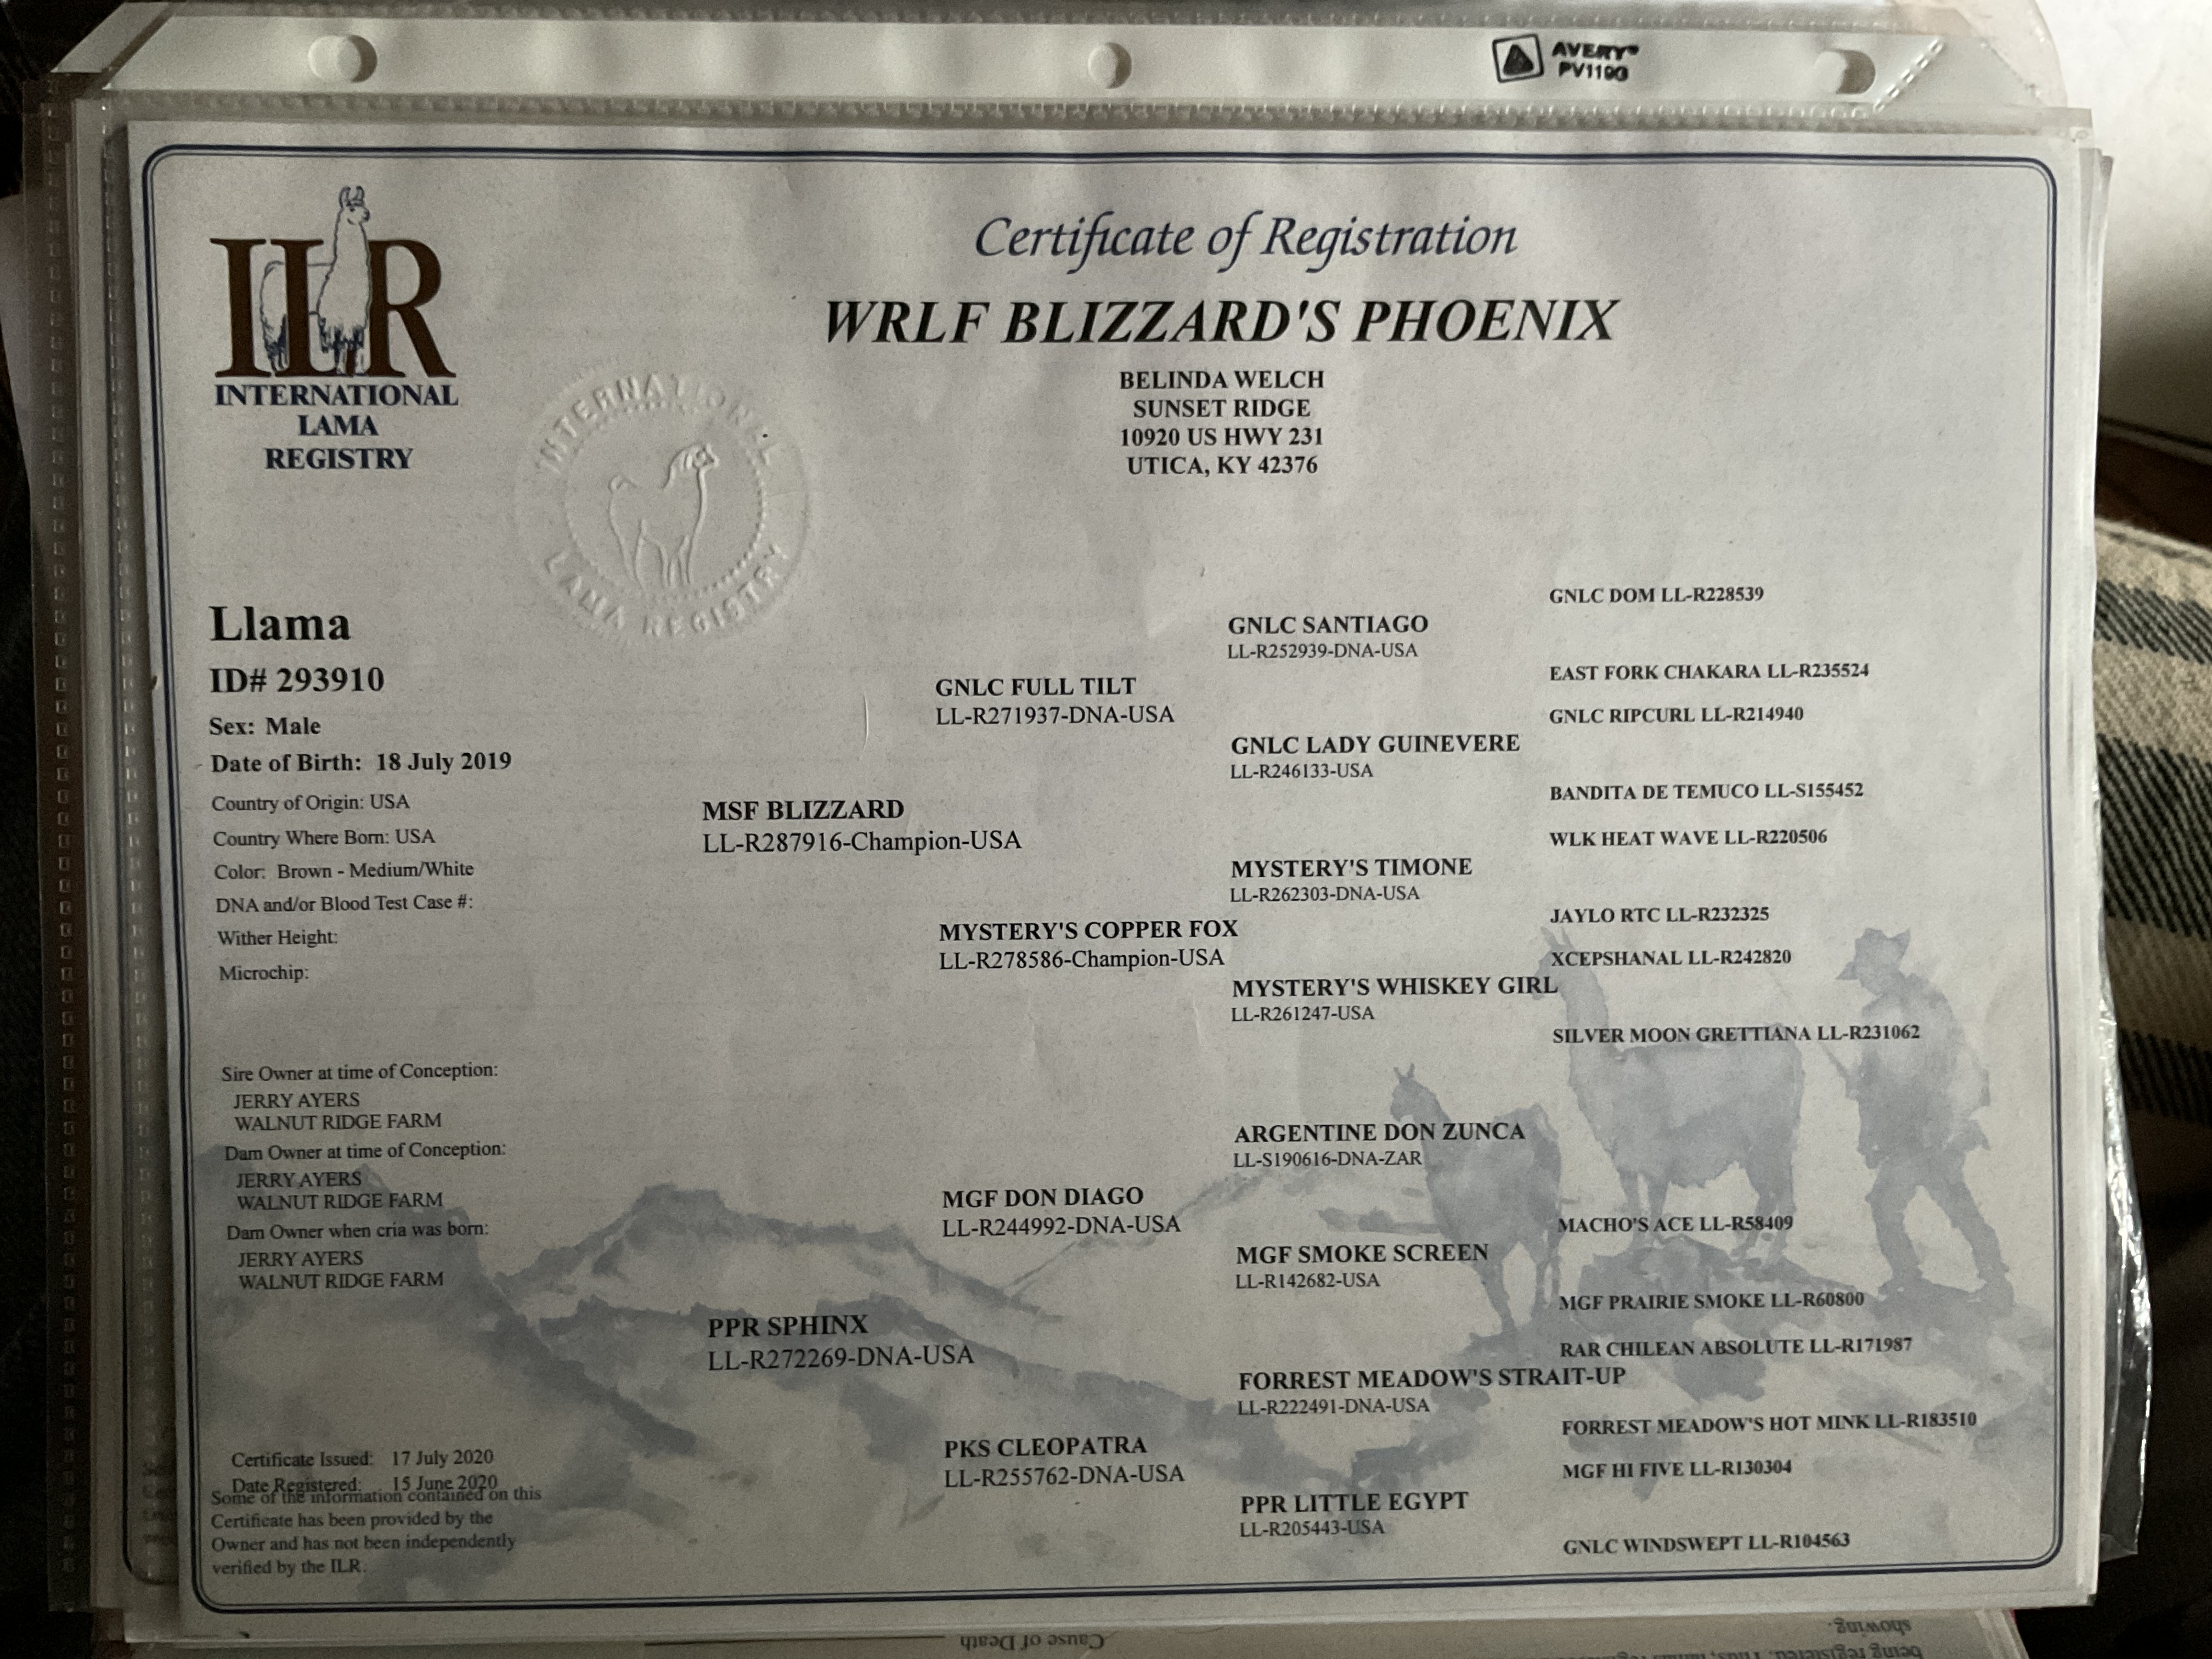 AVERY®
PV119G
ILR
INTERNATIONAL
LAMA
REGISTRY
Certificate of Registration
WRLF BLIZZARD'S PHOENIX
BELINDA WELCH
SUNSET RIDGE
10920 US HWY 231
UTICA, KY 42376
INTERNATIONAL
LAMA REGISTRY
Llama
ID# 293910
Sex: Male
Date of Birth: 18 July 2019
Country of Origin: USA
Country Where Born: USA
Color: Brown - Medium/White
DNA and/or Blood Test Case #:
Wither Height:
Microchip:
Sire Owner at time of Conception:
JERRY AYERS
WALNUT RIDGE FARM
Dam Owner at time of Conception:
JERRY AYERS
WALNUT RIDGE FARM
Dam Owner when cria was born:
JERRY AYERS
WALNUT RIDGE FARM
Certificate Issued: 17 July 2020
Date Registered: 15 June 2020
Some of the information contained on this
Certificate has been provided by the
Owner and has not been independently
verified by the ILR.
MSF BLIZZARD
LL-R287916-Champion-USA
PPR SPHINX
LL-R272269-DNA-USA
GNLC FULL TILT
LL-R271937-DNA-USA
MYSTERY'S COPPER FOX
LL-R278586-Champion-USA
MGF DON DIAGO
LL-R244992-DNA-USA
PKS CLEOPATRA
LL-R255762-DNA-USA
GNLC SANTIAGO
LL-R252939-DNA-USA
GNLC LADY GUINEVERE
LL-R246133-USA
MYSTERY'S TIMONE
LL-R262303-DNA-USA
MYSTERY'S WHISKEY GIRL
LL-R261247-USA
ARGENTINE DON ZUNCA
LL-S190616-DNA-ZAR
MGF SMOKE SCREEN
LL-R142682-USA
FORREST MEADOW'S STRAIT-UP
LL-R222491-DNA-USA
PPR LITTLE EGYPT
LL-R205443-USA
GNLC DOM LL-R228539
EAST FORK CHAKARA LL-R235524
GNLC RIPCURL LL-R214940
BANDITA DE TEMUCO LL-S155452
WLK HEAT WAVE LL-R220506
JAYLO RTC LL-R232325
XCEPSHANAL LL-R242820
SILVER MOON GRETTIANA LL-R231062
MACHO'S ACE LL-R58409
MGF PRAIRIE SMOKE LL-R60800
RAR CHILEAN ABSOLUTE LL-R171987
FORREST MEADOW'S HOT MINK LL-R183510
MGF HI FIVE LL-R130304
GNLC WINDSWEPT LL-R104563
Cause of Death
showing.
being registered.